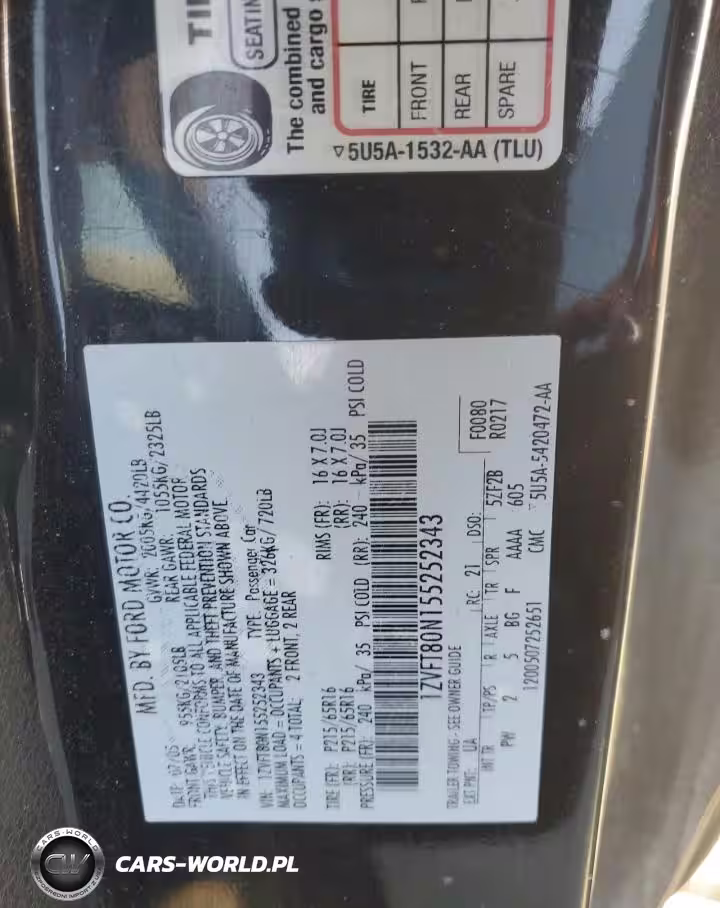 TIR
SEATIN
The combined
and cargo s
TIRE
FRONT
REAR
SPARE
5U5A-1532-AA (TLU)
MFD. BY FORD MOTOR CO.
DATE: 07/05 GVWR: 2005KG/4420LB
FRONT GAWR: 955KG/2105LB REAR GAWR: 1055KG/2325LB
THIS VEHICLE CONFORMS TO ALL APPLICABLE FEDERAL MOTOR
VEHICLE SAFETY, BUMPER, AND THEFT PREVENTION STANDARDS
IN EFFECT ON THE DATE OF MANUFACTURE SHOWN ABOVE
VIN: 1ZVFT80N155252343 TYPE: Passenger Car
MAXIMUM LOAD = OCCUPANTS + LUGGAGE = 326KG/720LB
OCCUPANTS = 4 TOTAL: 2 FRONT, 2 REAR
TIRE (FR): P215/65R16 RIMS (FR): 16 X 7.0J
(RR): P215/65R16 (RR): 16 X 7.0J
PRESSURE (FR): 240 kPa/ 35 PSI COLD (RR): 240 kPa/ 35 PSI COLD
1ZVFT80N155252343
TRAILER TOWING - SEE OWNER GUIDE
F0080
R0217
EXT PNT: UA RC: 21 DSO:
INT TR TP/PS R AXLE TR SPR 5ZF2B
PW 2 5 BG F AAAA 605
1200507252651 CMC 5U5A-5420472-AA
CARS-WORLD
CW
CARS-WORLD.PL